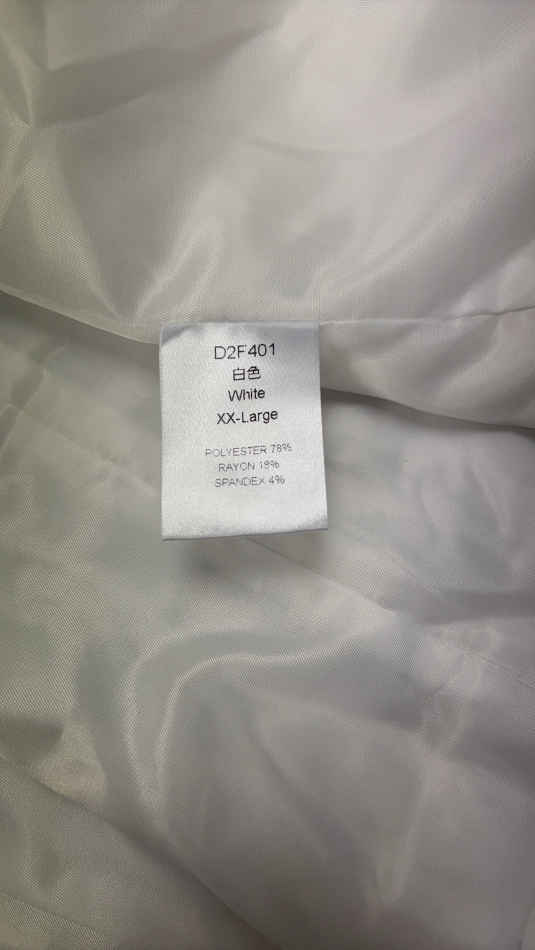 D2F401
白色
White
XX-Large
POLYESTER 78%
RAYON 18%
SPANDEX 4%